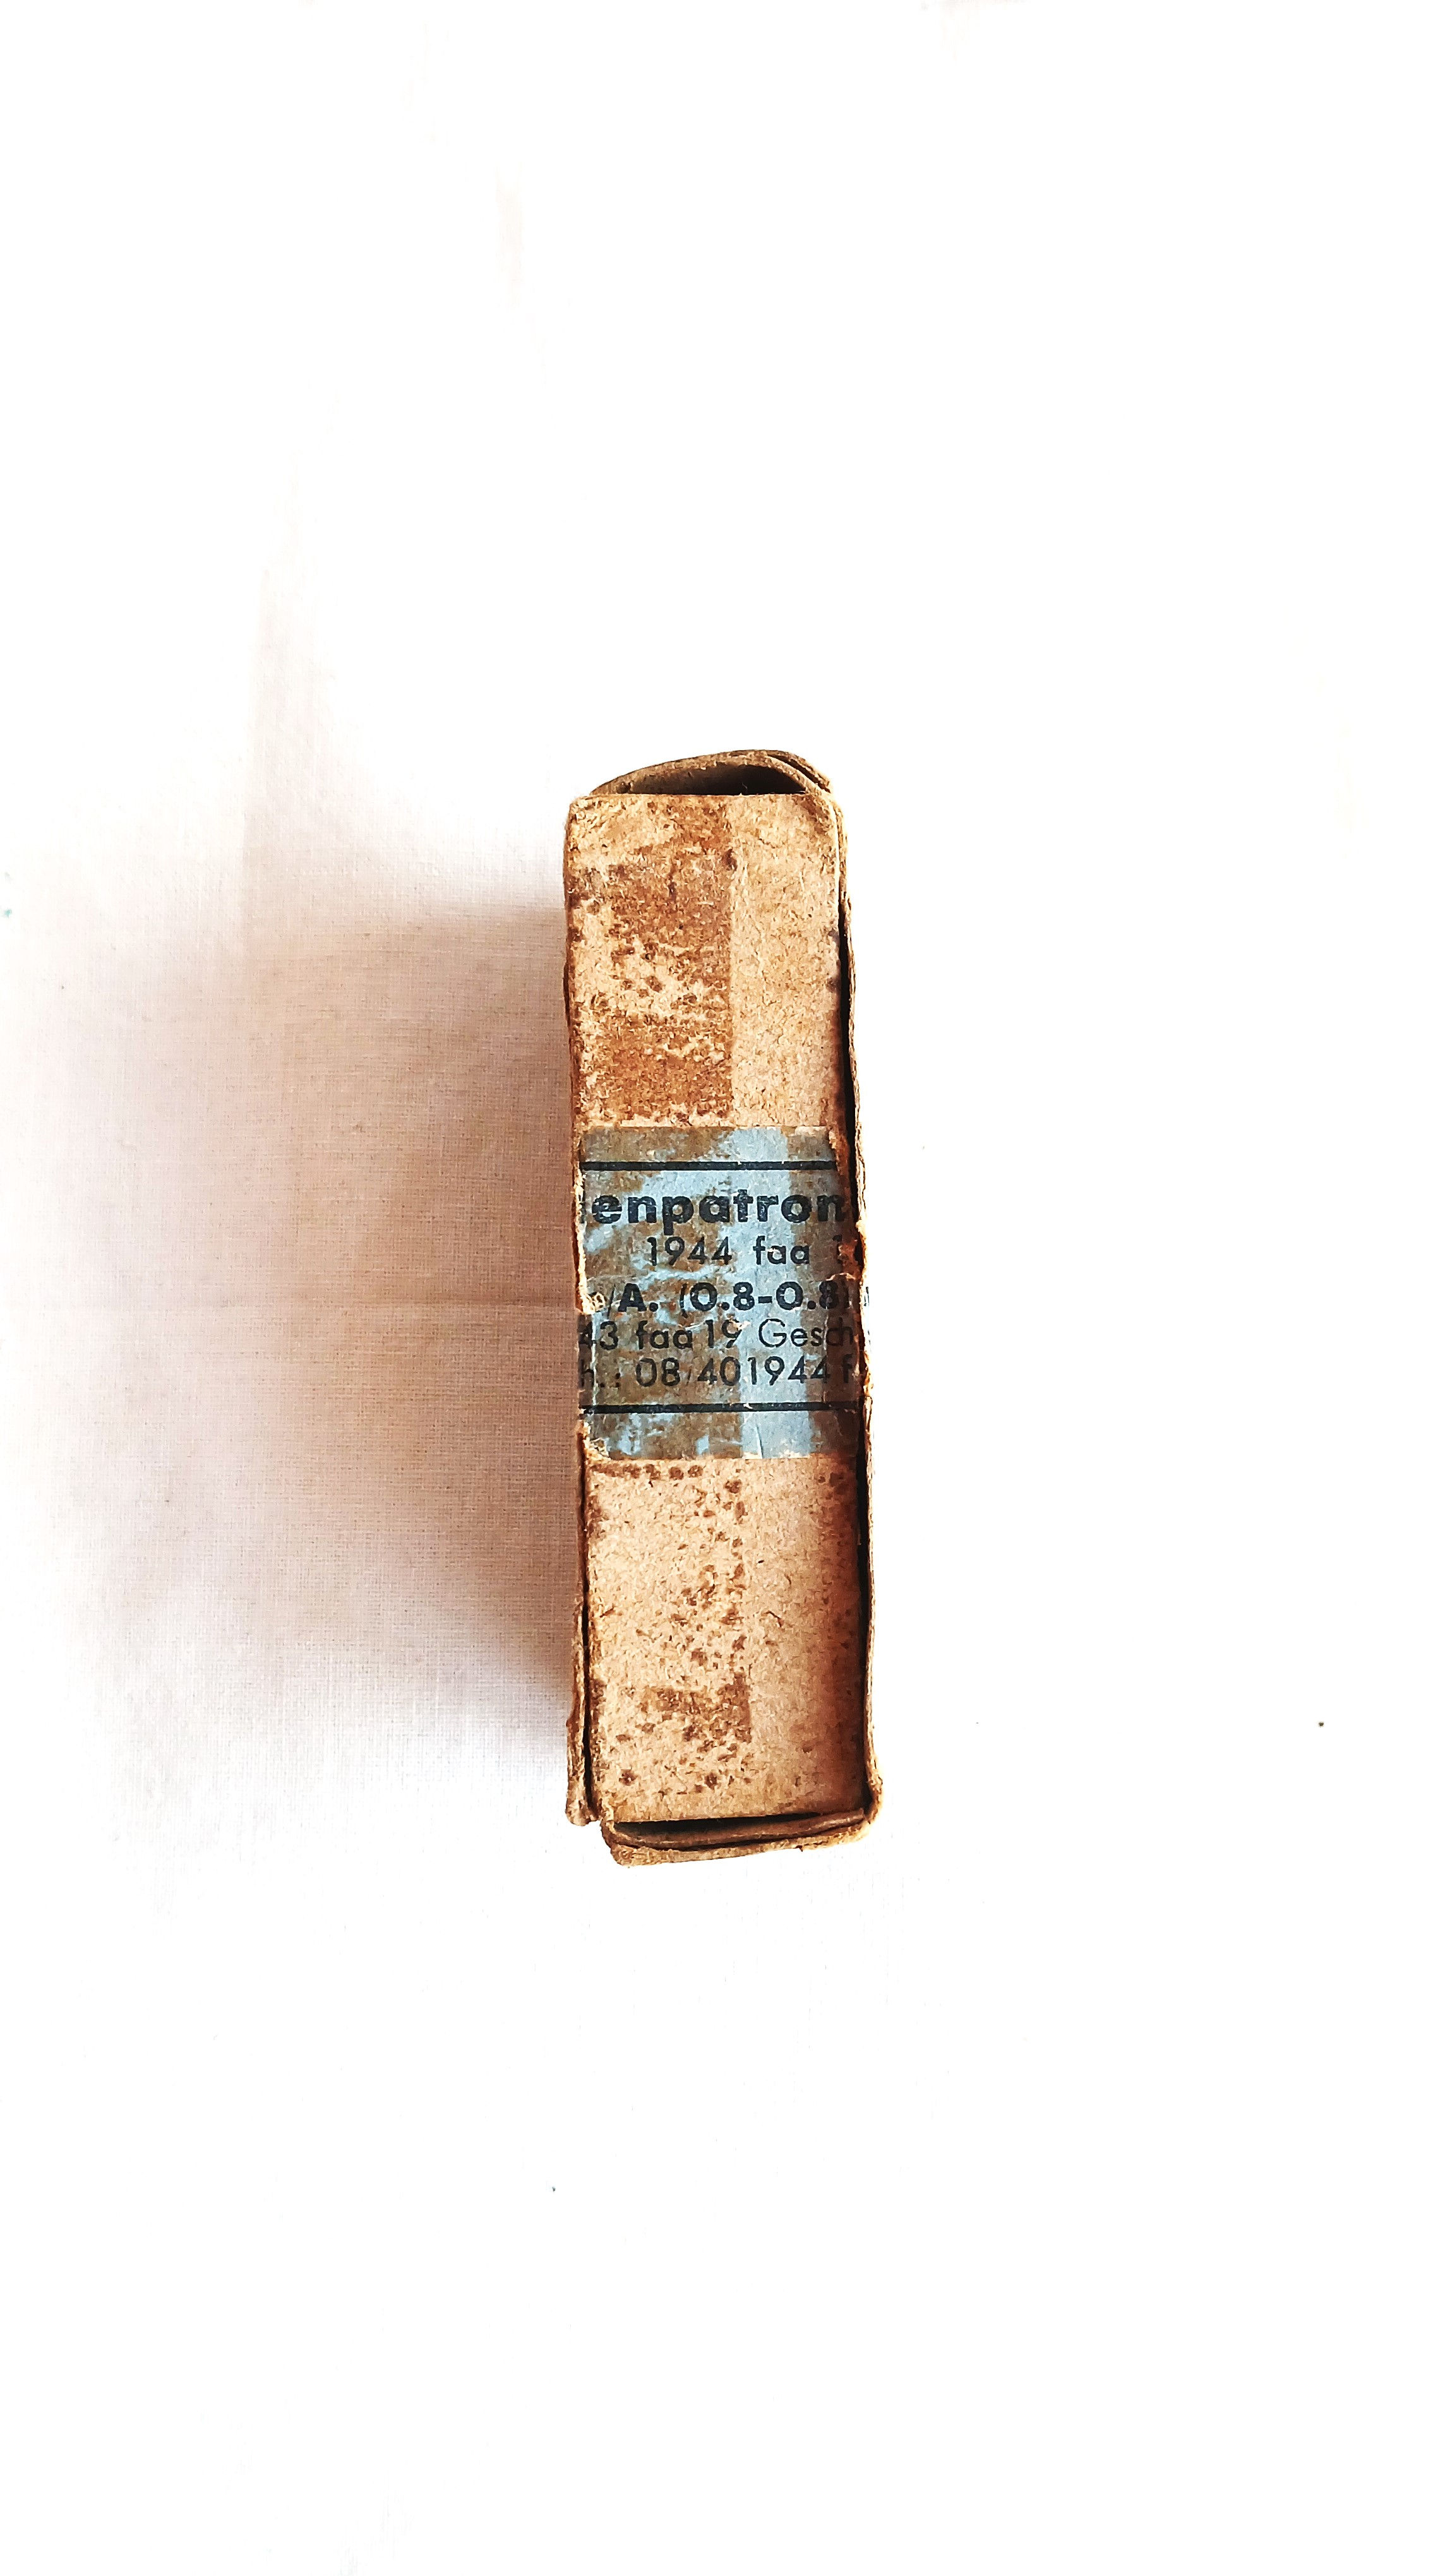 enpatron
1944 faa
/A. (0.8-0.8)
43 faa 19 Gesch
h.: 08/401944 f